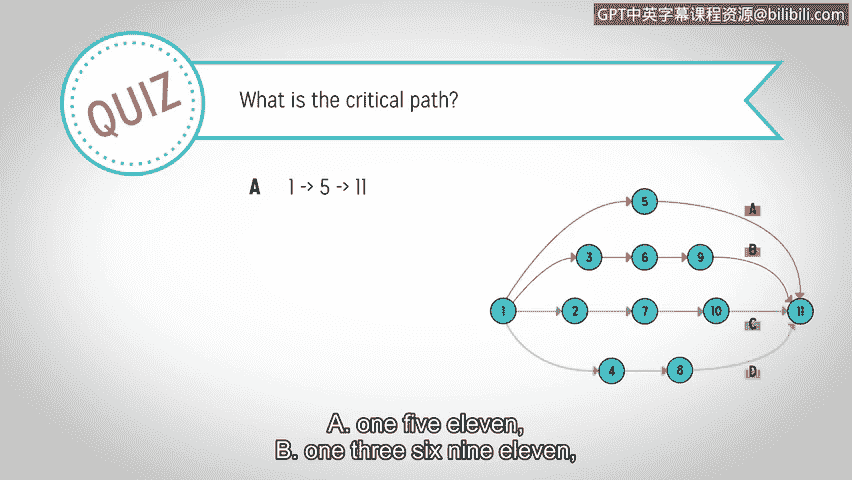 GPT中英字幕课程资源@bilibili.com
QUIZ
What is the critical path?
A 1 -> 5 -> 11
5
A
B
3 6 9
1 2 7 10 11
C
4 8
D
A. one five eleven,
B. one three six nine eleven,